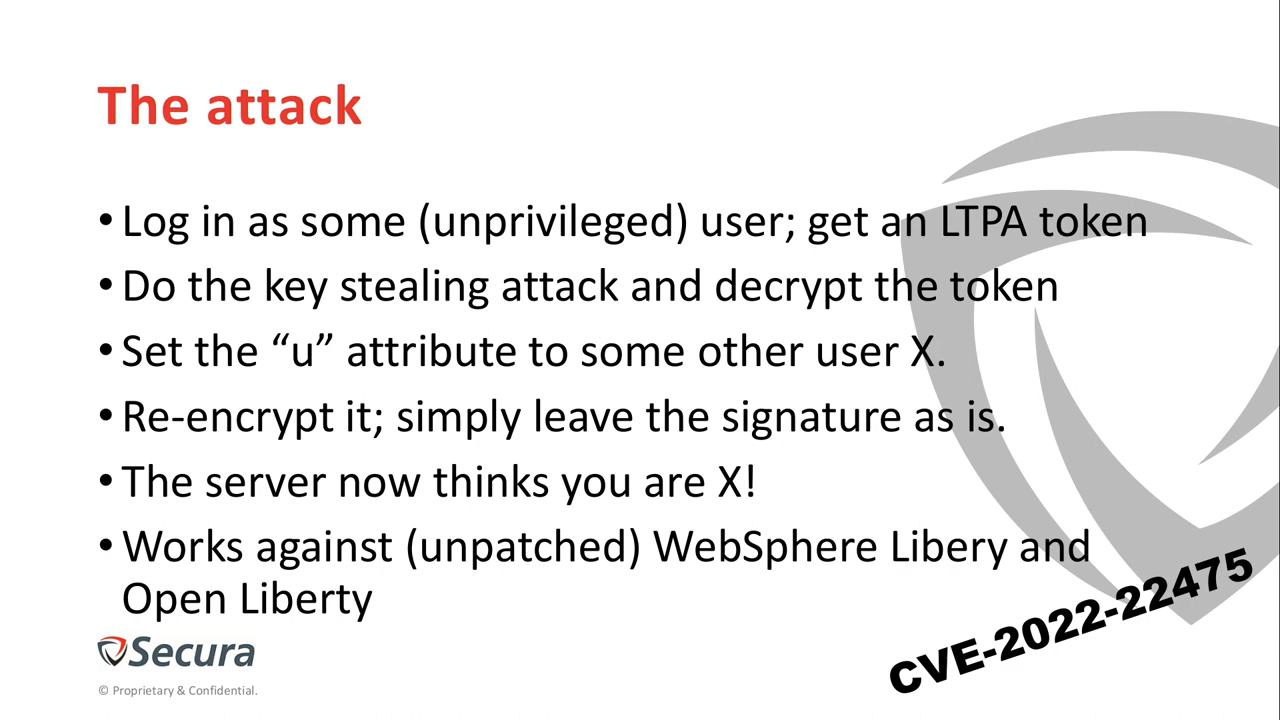 The attack
• Log in as some (unprivileged) user; get an LTPA token
• Do the key stealing attack and decrypt the token
• Set the “u” attribute to some other user X.
• Re-encrypt it; simply leave the signature as is.
• The server now thinks you are X!
• Works against (unpatched) WebSphere Libery and
Open Liberty
CVE-2022-22475
Secura
© Proprietary & Confidential.